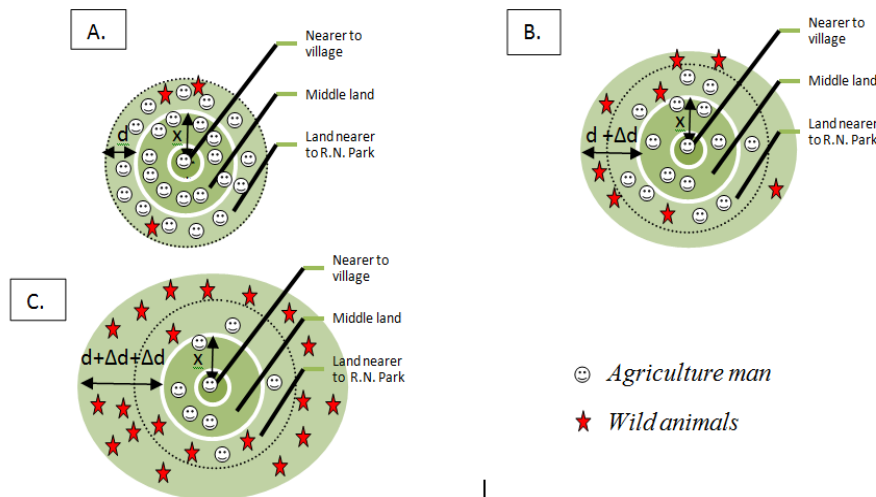 A.
Nearer to
village
Middle land
Land nearer
to R.N. Park
d
x
B.
Nearer to
village
Middle land
Land nearer
to R.N. Park
d +Δd
x
C.
Nearer to
village
Middle land
Land nearer
to R.N. Park
d+Δd+Δd
x
Agriculture man
Wild animals